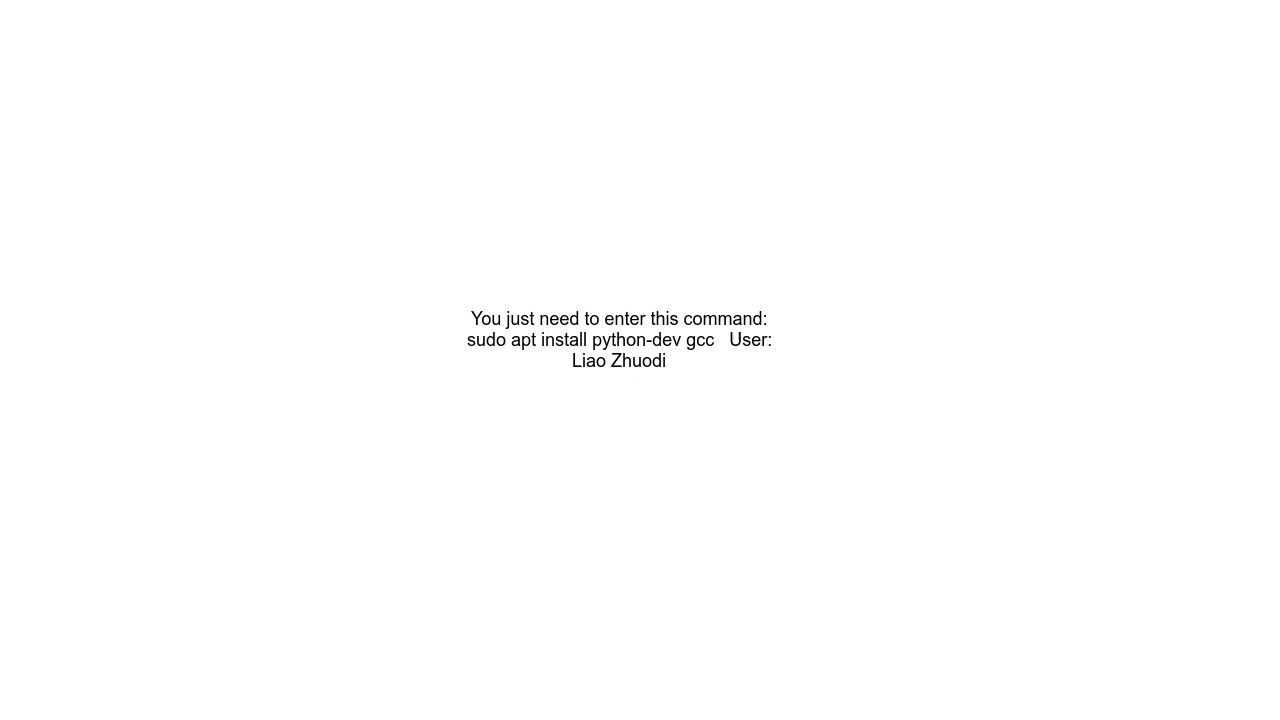 You just need to enter this command:
sudo apt install python-dev gcc   User:
Liao Zhuodi